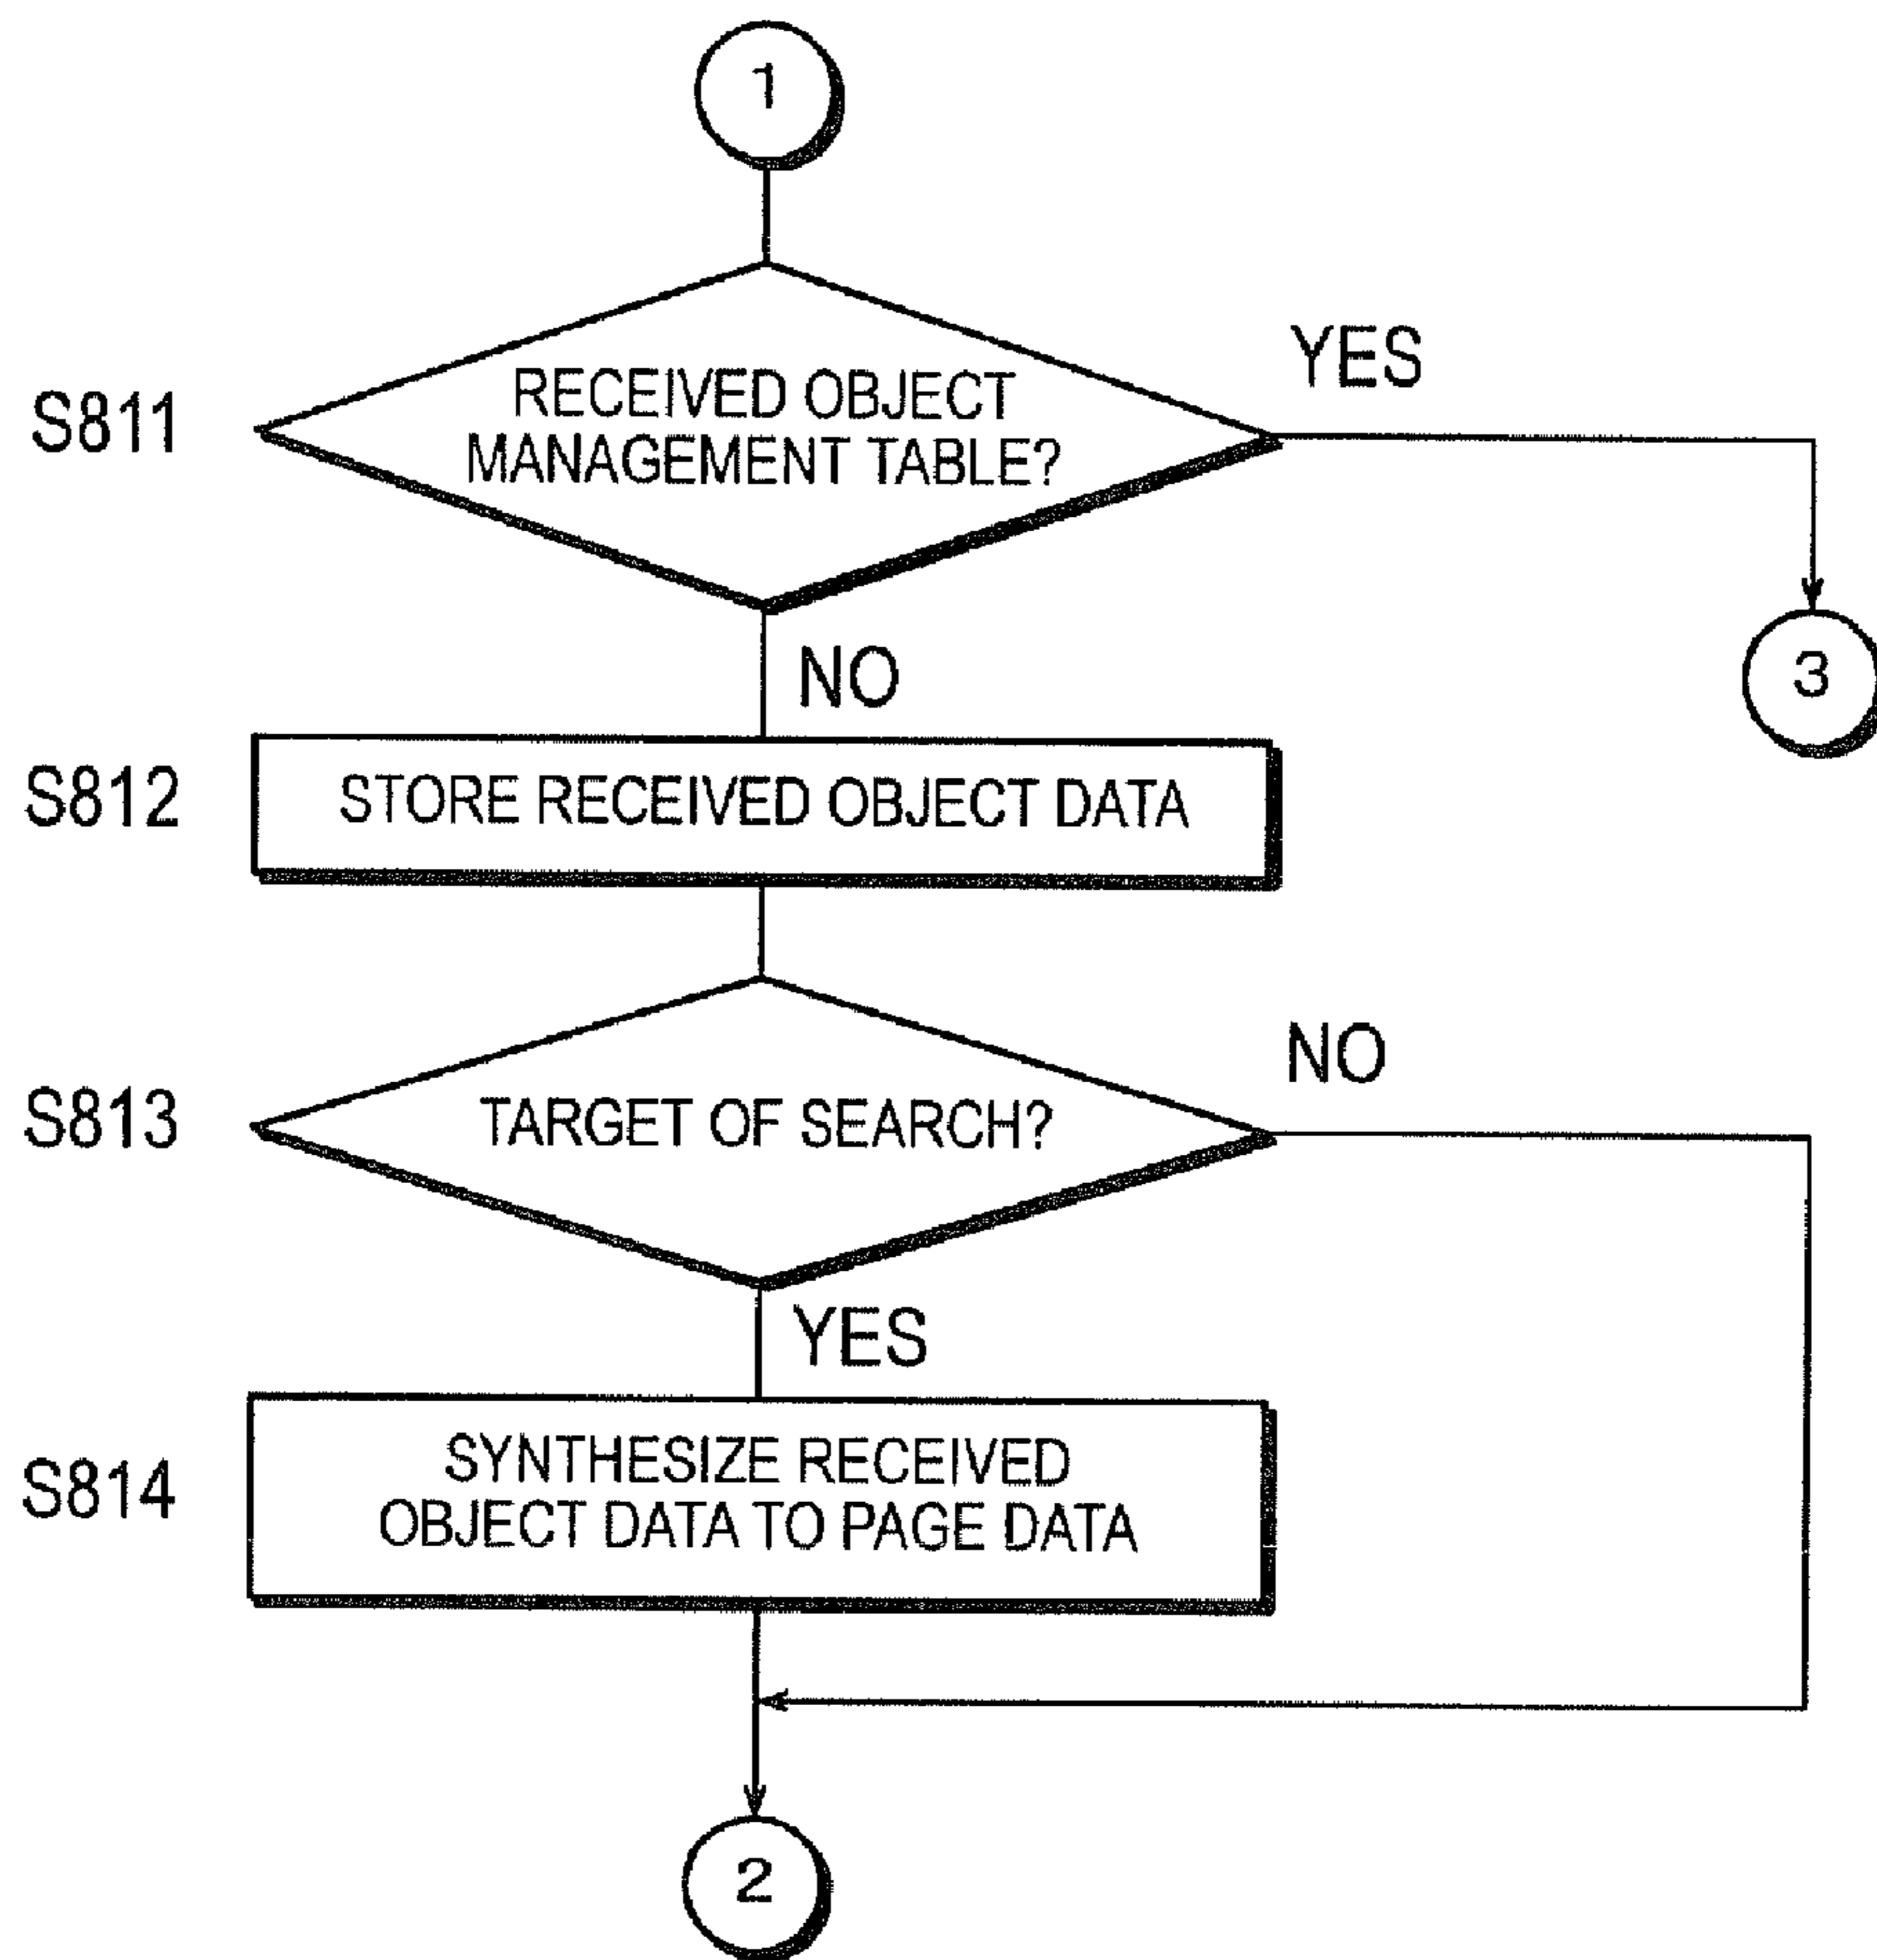 1
YES
S811
RECEIVED OBJECT
MANAGEMENT TABLE?
3
NO
S812
STORE RECEIVED OBJECT DATA
NO
S813
TARGET OF SEARCH?
YES
S814
SYNTHESIZE RECEIVED
OBJECT DATA TO PAGE DATA
2